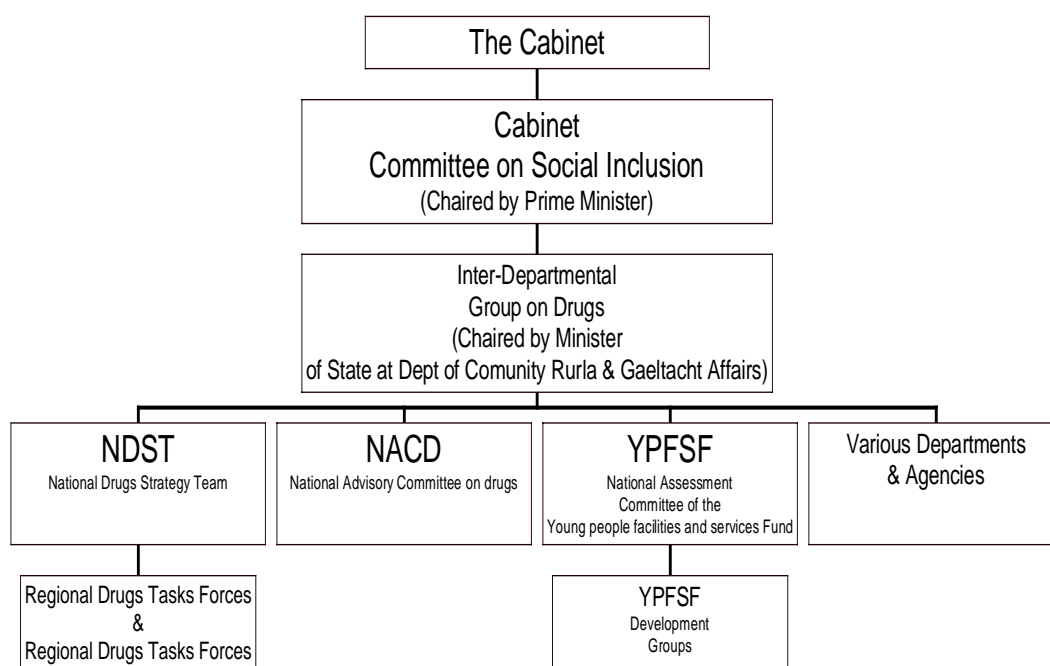 The Cabinet
Cabinet
Committee on Social Inclusion
(Chaired by Prime Minister)
Inter-Departmental
Group on Drugs
(Chaired by Minister
of State at Dept of Comunity Rurla & Gaeltacht Affairs)
NDST
National Drugs Strategy Team
NACD
National Advisory Committee on drugs
YPFSF
National Assessment
Committee of the
Young people facilities and services Fund
Various Departments
& Agencies
Regional Drugs Tasks Forces
&
Regional Drugs Tasks Forces
YPFSF
Development
Groups